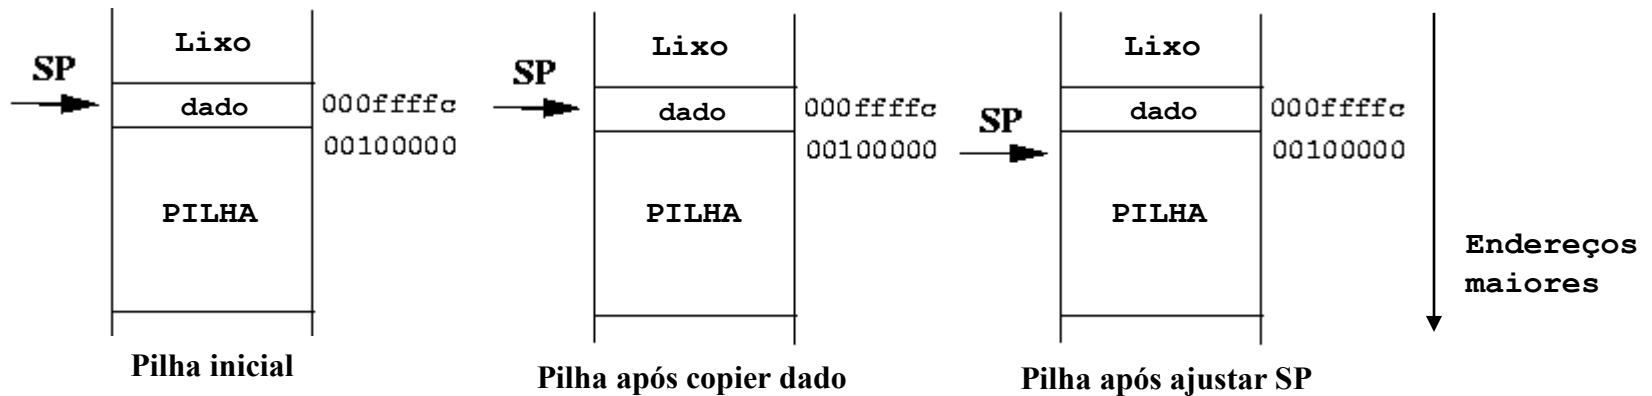 Lixo
SP
dado
000ffffc
00100000
PILHA
Pilha inicial
Lixo
SP
dado
000ffffc
00100000
PILHA
Pilha após copier dado
Lixo
SP
dado
000ffffc
00100000
PILHA
Pilha após ajustar SP
Endereços
maiores